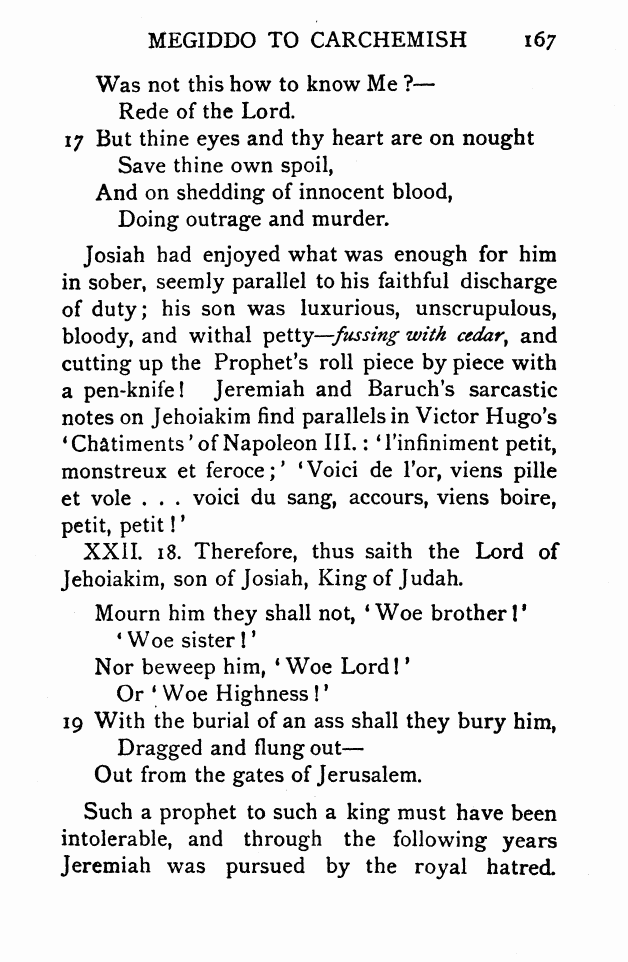 MEGIDDO TO CARCHEMISH 167
Was not this how to know Me ?—
Rede of the Lord.
17 But thine eyes and thy heart are on nought
Save thine own spoil,
And on shedding of innocent blood,
Doing outrage and murder.
Josiah had enjoyed what was enough for him
in sober, seemly parallel to his faithful discharge
of duty; his son was luxurious, unscrupulous,
bloody, and withal petty—fussing with cedar, and
cutting up the Prophet's roll piece by piece with
a pen-knife! Jeremiah and Baruch's sarcastic
notes on Jehoiakim find parallels in Victor Hugo's
'Châtiments' of Napoleon III. : 'l'infiniment petit,
monstreux et feroce;' 'Voici de l'or, viens pille
et vole . . . voici du sang, accours, viens boire,
petit, petit!'
XXII. 18. Therefore, thus saith the Lord of
Jehoiakim, son of Josiah, King of Judah.
Mourn him they shall not, 'Woe brother!'
'Woe sister!'
Nor beweep him, 'Woe Lord!'
Or 'Woe Highness!'
19 With the burial of an ass shall they bury him,
Dragged and flung out—
Out from the gates of Jerusalem.
Such a prophet to such a king must have been
intolerable, and through the following years
Jeremiah was pursued by the royal hatred.